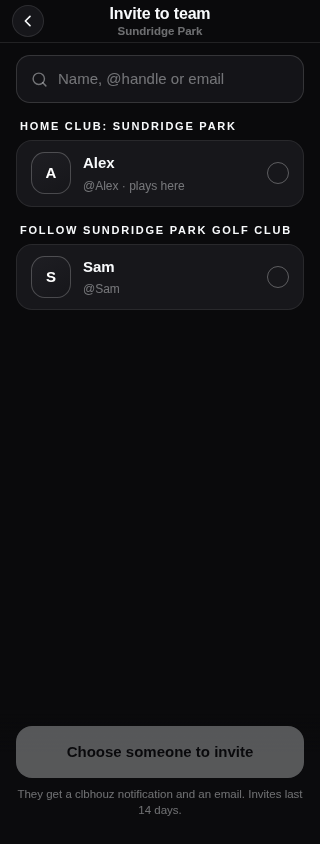 Invite to team
Sundridge Park
Name, @handle or email
HOME CLUB: SUNDRIDGE PARK
A
Alex
@Alex · plays here
FOLLOW SUNDRIDGE PARK GOLF CLUB
S
Sam
@Sam
Choose someone to invite
They get a clbhouz notification and an email. Invites last
14 days.